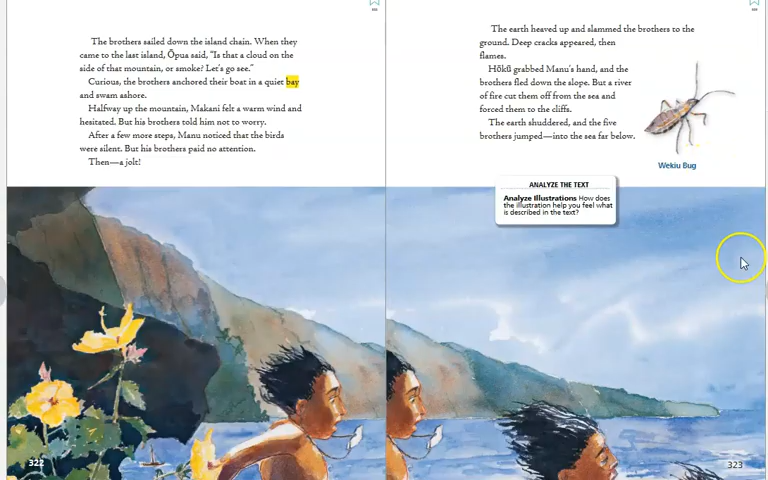 The brothers sailed down the island chain. When they
came to the last island, Ōpua said, "Is that a cloud on the
side of that mountain, or smoke? Let's go see."
Curious, the brothers anchored their boat in a quiet bay
and swam ashore.
Halfway up the mountain, Makani felt a warm wind and
hesitated. But his brothers told him not to worry.
After a few more steps, Manu noticed that the birds
were silent. But his brothers paid no attention.
Then—a jolt!
322
The earth heaved up and slammed the brothers to the
ground. Deep cracks appeared, then
flames.
Hōkū grabbed Manu's hand, and the
brothers fled down the slope. But a river
of fire cut them off from the sea and
forced them to the cliffs.
The earth shuddered, and the five
brothers jumped—into the sea far below.
Wekiu Bug
ANALYZE THE TEXT
Analyze Illustrations How does
the illustration help you feel what
is described in the text?
323